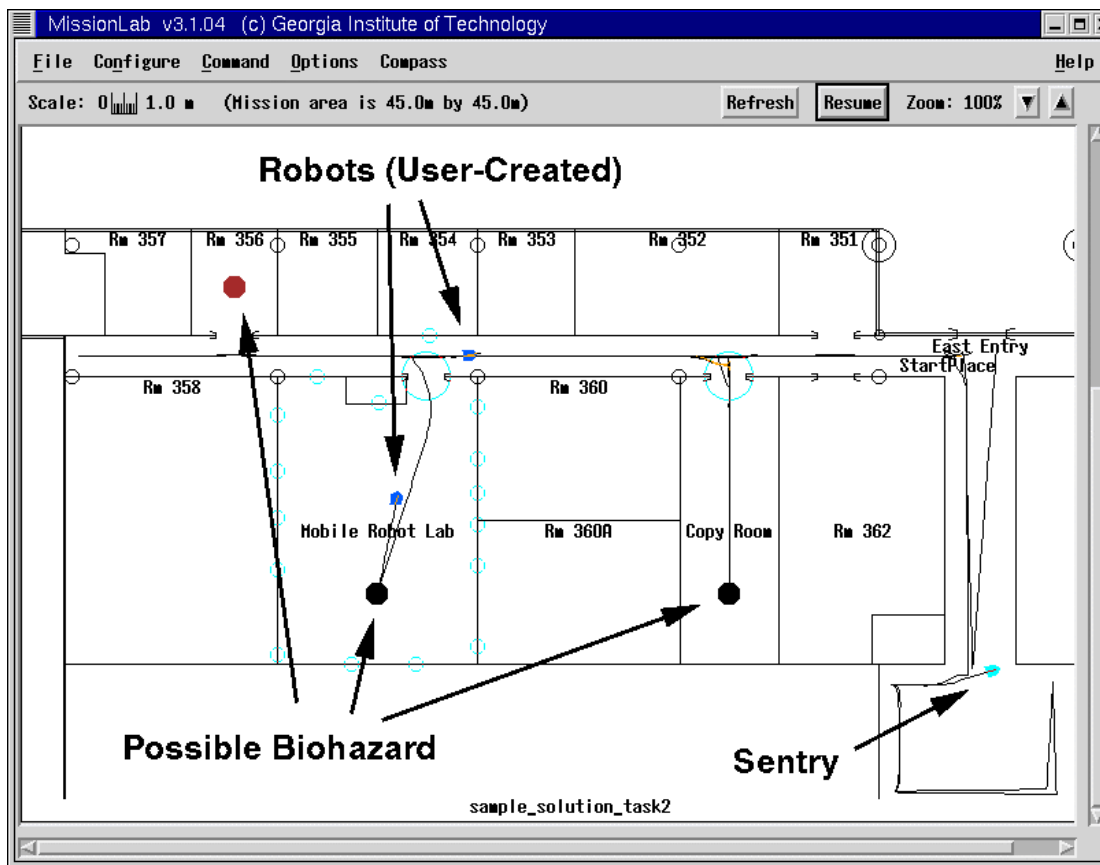 MissionLab v3.1.04 (c) Georgia Institute of Technology
File Configure Command Options Compass Help
Scale: 0 1.0 m (Mission area is 45.0m by 45.0m) Refresh Resume Zoom: 100%
Robots (User-Created)
Rm 357 Rm 356 Rm 355 Rm 354 Rm 353 Rm 352 Rm 351
East Entry
StartPlace
Rm 358 Rm 360
Mobile Robot Lab Rm 360A Copy Room Rm 362
Possible Biohazard
Sentry
sample_solution_task2